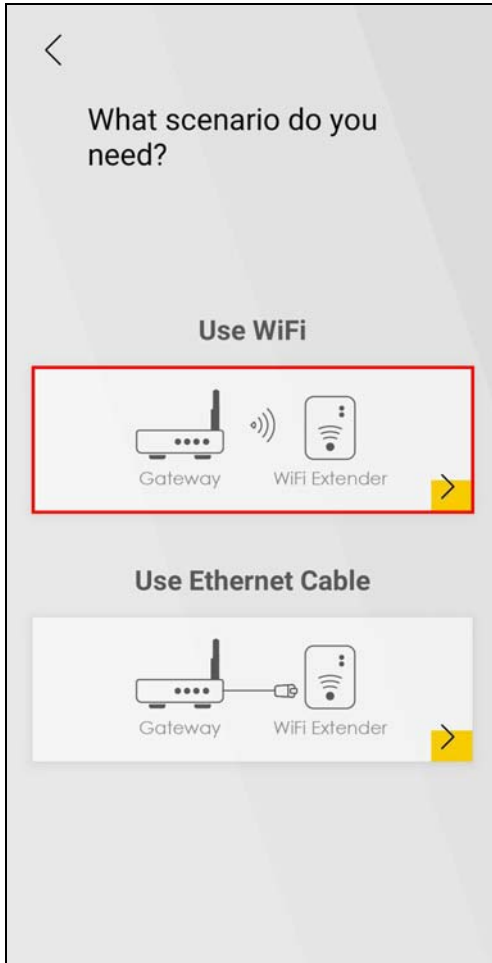 What scenario do you
need?
Use WiFi
Gateway WiFi Extender
Use Ethernet Cable
Gateway WiFi Extender